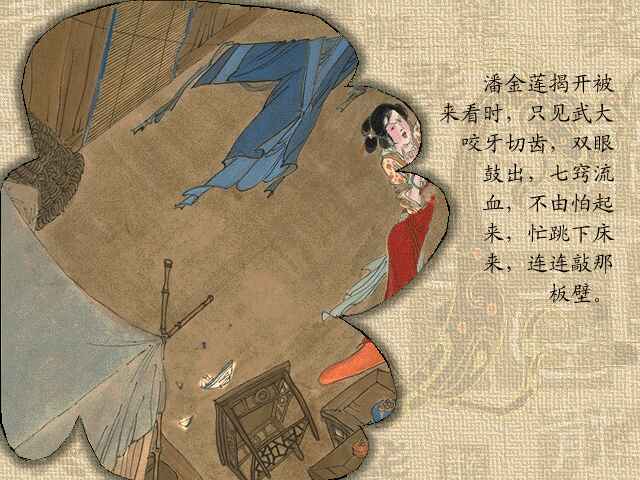 潘金莲揭开被
来看时，只见武大
咬牙切齿，双眼
鼓出，七窍流
血，不由怕起
来，忙跳下床
来，连连敲那
板壁。